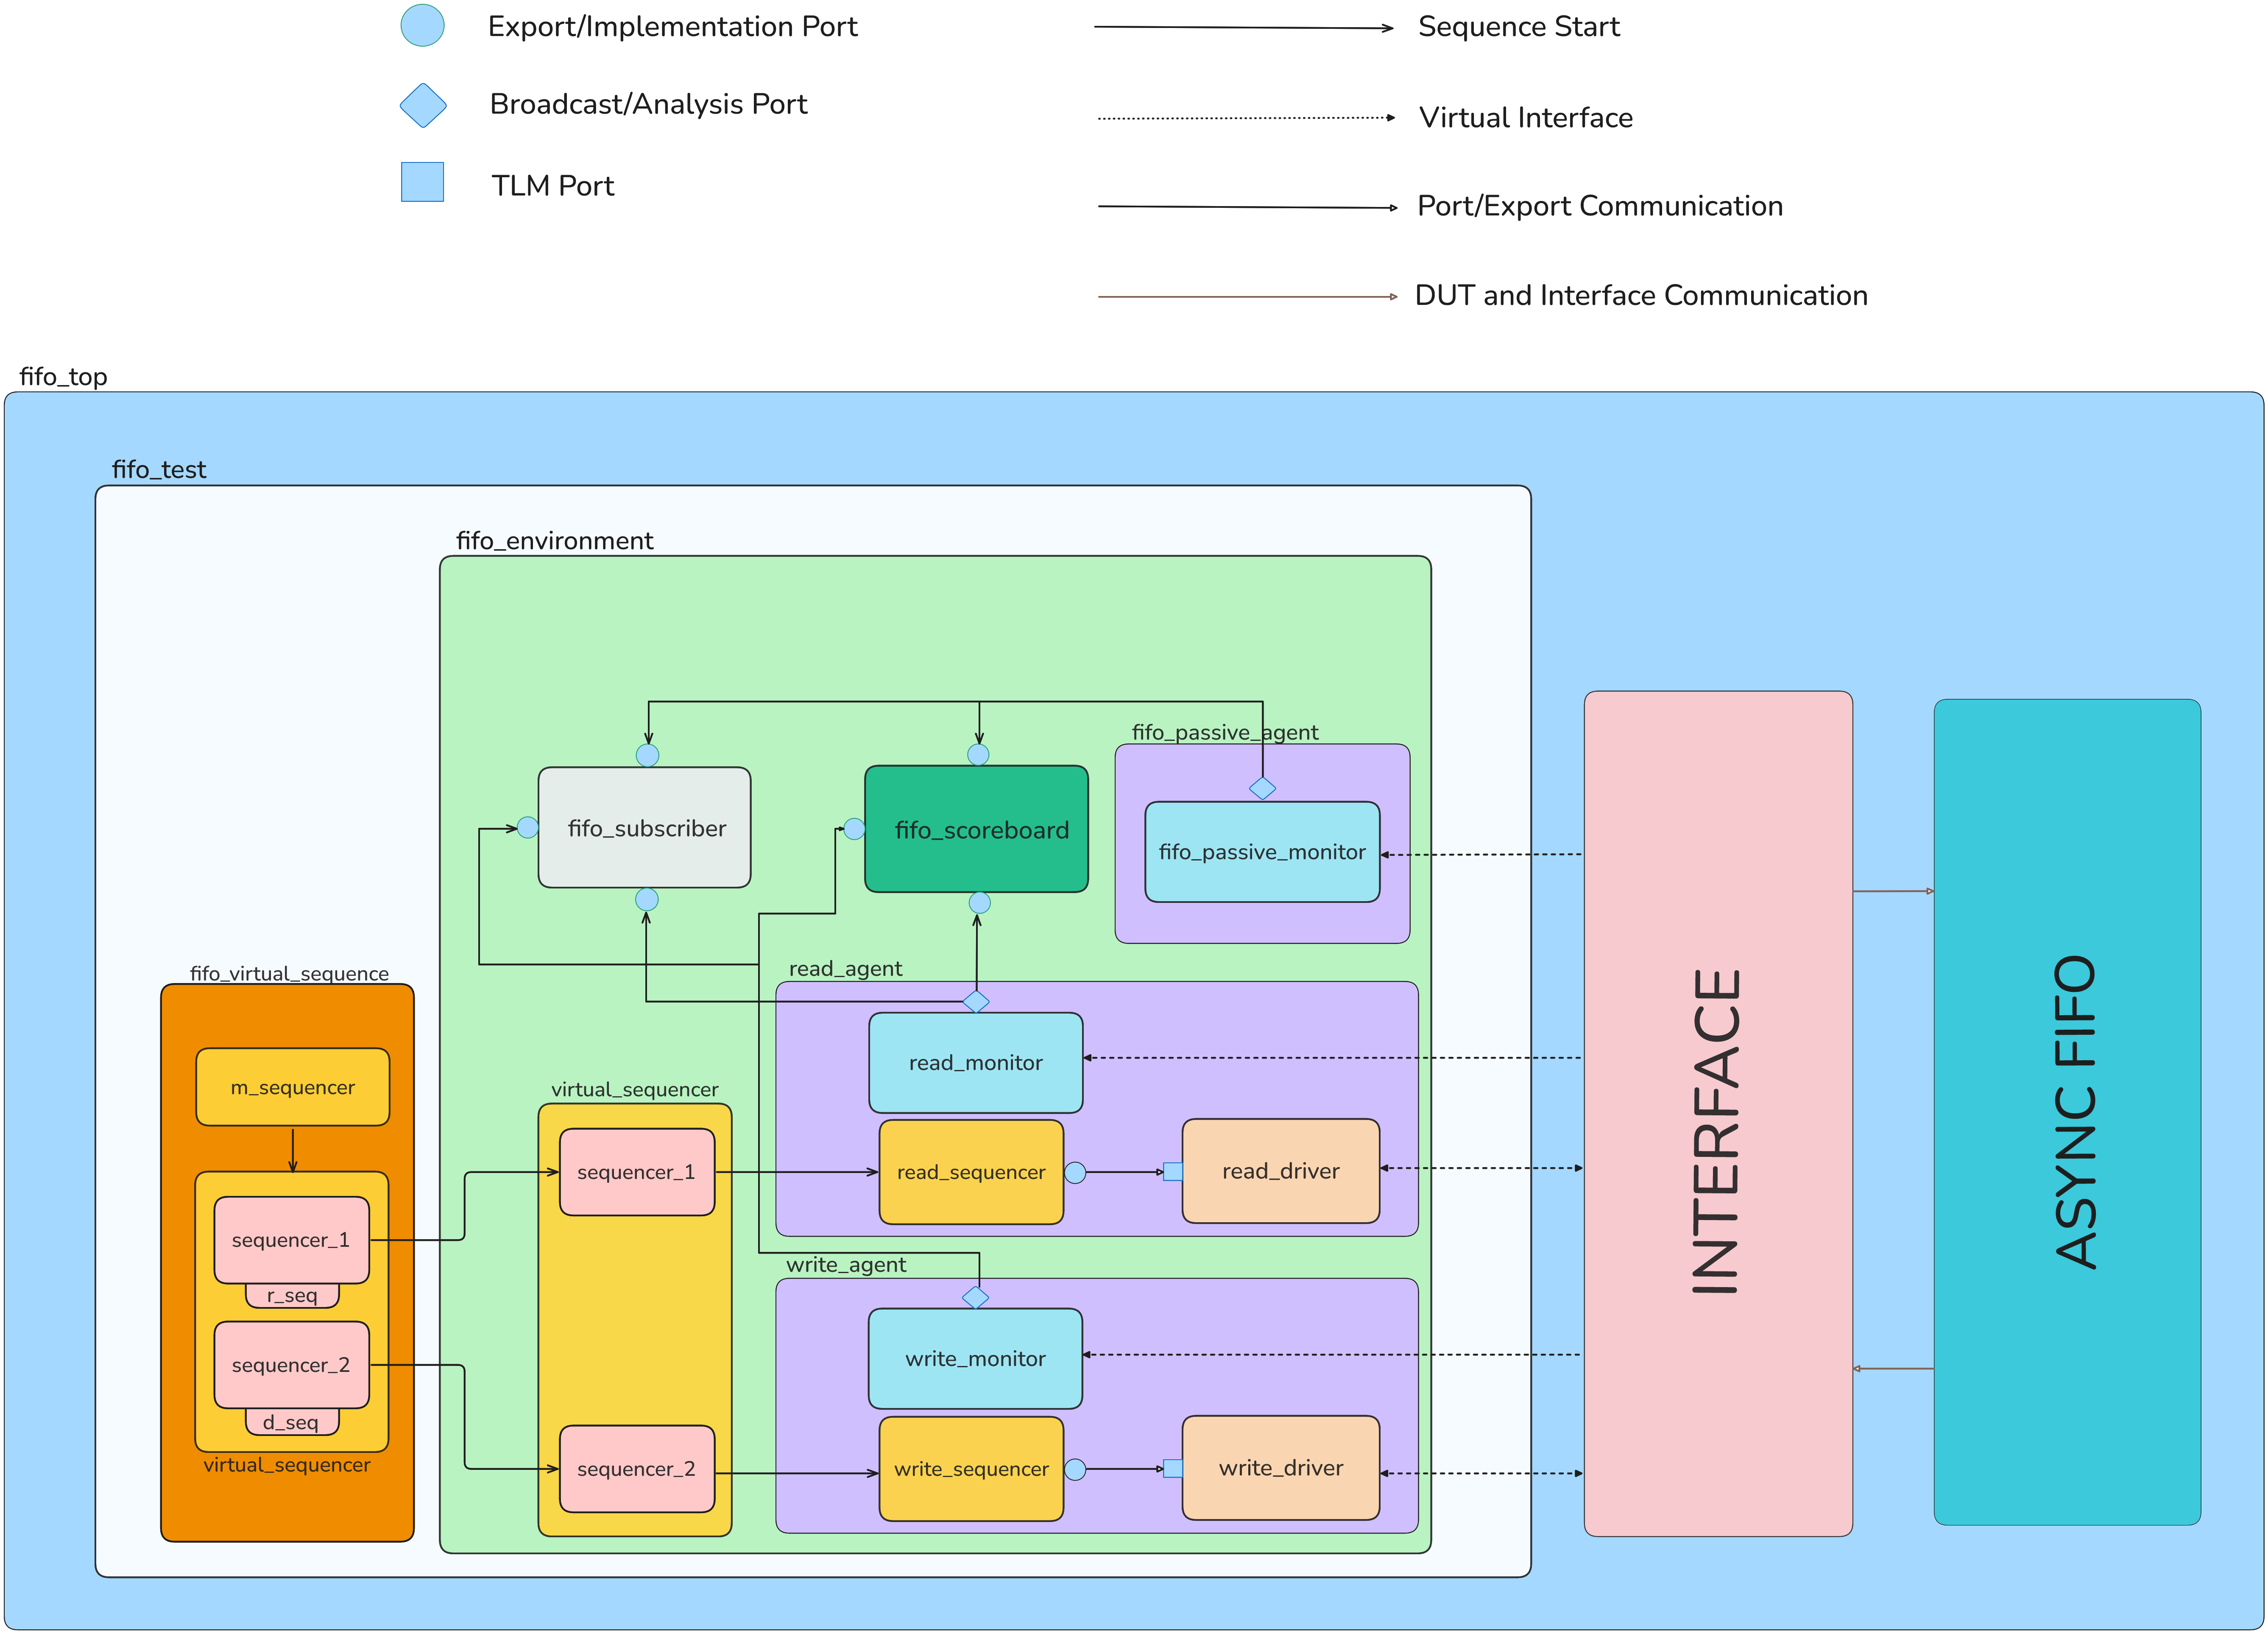 Export/Implementation Port
Sequence Start
Broadcast/Analysis Port
Virtual Interface
TLM Port
Port/Export Communication
DUT and Interface Communication
fifo_top
fifo_test
fifo_environment
fifo_passive_agent
fifo_subscriber
fifo_scoreboard
fifo_passive_monitor
fifo_virtual_sequence
read_agent
m_sequencer
virtual_sequencer
read_monitor
sequencer_1
read_sequencer
read_driver
sequencer_1
r_seq
write_agent
sequencer_2
d_seq
virtual_sequencer
write_monitor
sequencer_2
write_sequencer
write_driver
INTERFACE
ASYNC FIFO